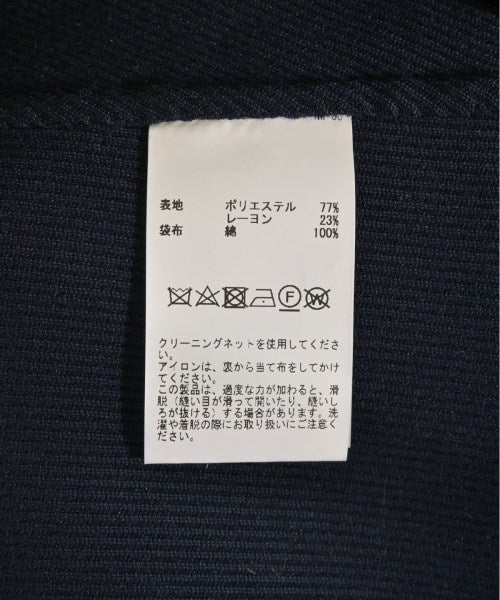 表地 ポリエステル 77%
レーヨン 23%
袋布 綿 100%
F W
クリーニングネットを使用してくださ
い。
アイロンは、裏から当て布をしてかけ
てください。
この製品は、過度な力が加わると、滑
脱（縫い目が滑って開いたり、縫いし
ろが抜ける）する場合があります。洗
濯や着脱の際にお取り扱いにご注意く
ださい。